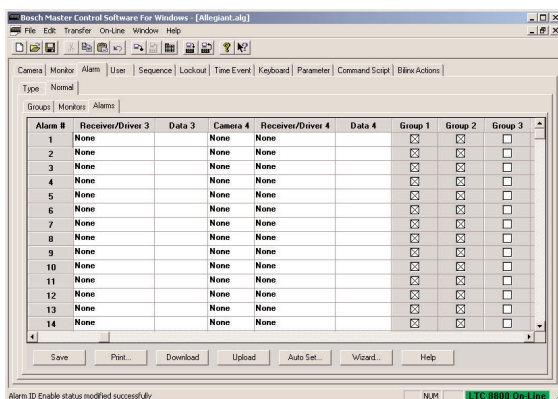 Bosch Master Control Software For Windows - [Allegiant.alg]
File Edit Transfer On-Line Window Help
Camera Monitor Alarm User Sequence Lockout Time Event Keyboard Parameter Command Script Bilinx Actions
Type Normal
Groups Monitors Alarms
Alarm # Receiver/Driver 3 Data 3 Camera 4 Receiver/Driver 4 Data 4 Group 1 Group 2 Group 3
1 None None None
2 None None None
3 None None None
4 None None None
5 None None None
6 None None None
7 None None None
8 None None None
9 None None None
10 None None None
11 None None None
12 None None None
13 None None None
14 None None None
Save Print... Download Upload Auto Set... Wizard... Help
Alarm ID Enable status modified successfully NUM LTC 8800 On-Line